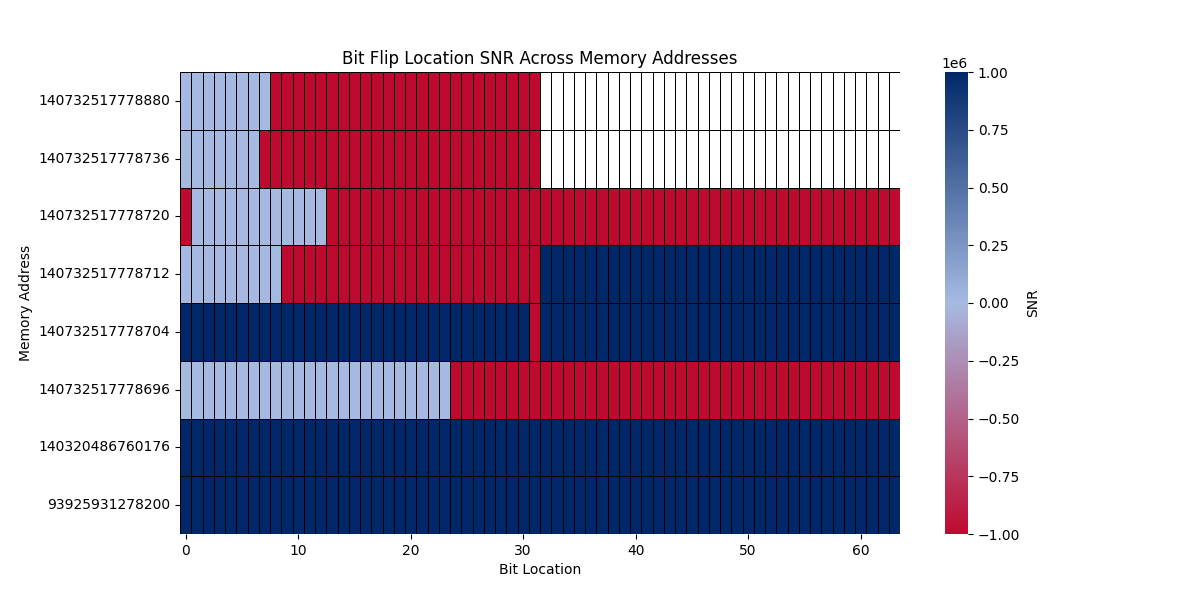 Bit Flip Location SNR Across Memory Addresses
1e6
140732517778880
140732517778736
140732517778720
140732517778712
140732517778704
140732517778696
140320486760176
93925931278200
Memory Address
0 10 20 30 40 50 60
Bit Location
1.00
0.75
0.50
0.25
0.00
−0.25
−0.50
−0.75
−1.00
SNR